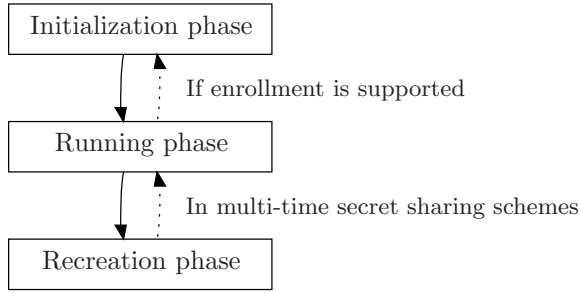 Initialization phase
If enrollment is supported
Running phase
In multi-time secret sharing schemes
Recreation phase